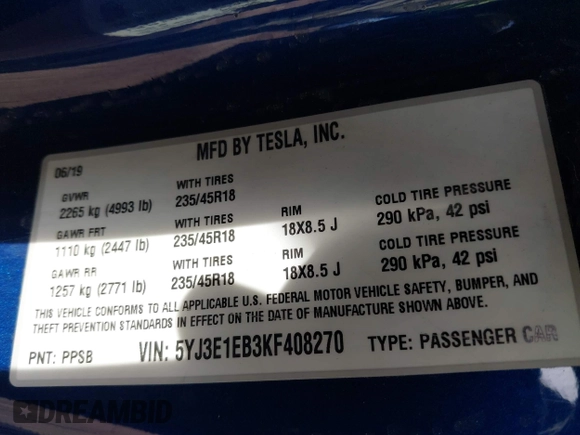 MFD BY TESLA, INC.
06/19
GVWR WITH TIRES
2265 kg (4993 lb) 235/45R18
GAWR FRT WITH TIRES RIM COLD TIRE PRESSURE
1110 kg (2447 lb) 235/45R18 18X8.5 J 290 kPa, 42 psi
GAWR RR WITH TIRES RIM COLD TIRE PRESSURE
1257 kg (2771 lb) 235/45R18 18X8.5 J 290 kPa, 42 psi
THIS VEHICLE CONFORMS TO ALL APPLICABLE U.S. FEDERAL MOTOR VEHICLE SAFETY, BUMPER, AND
THEFT PREVENTION STANDARDS IN EFFECT ON THE DATE OF MANUFACTURE SHOWN ABOVE.
PNT: PPSB VIN: 5YJ3E1EB3KF408270 TYPE: PASSENGER CAR
DREAMBID